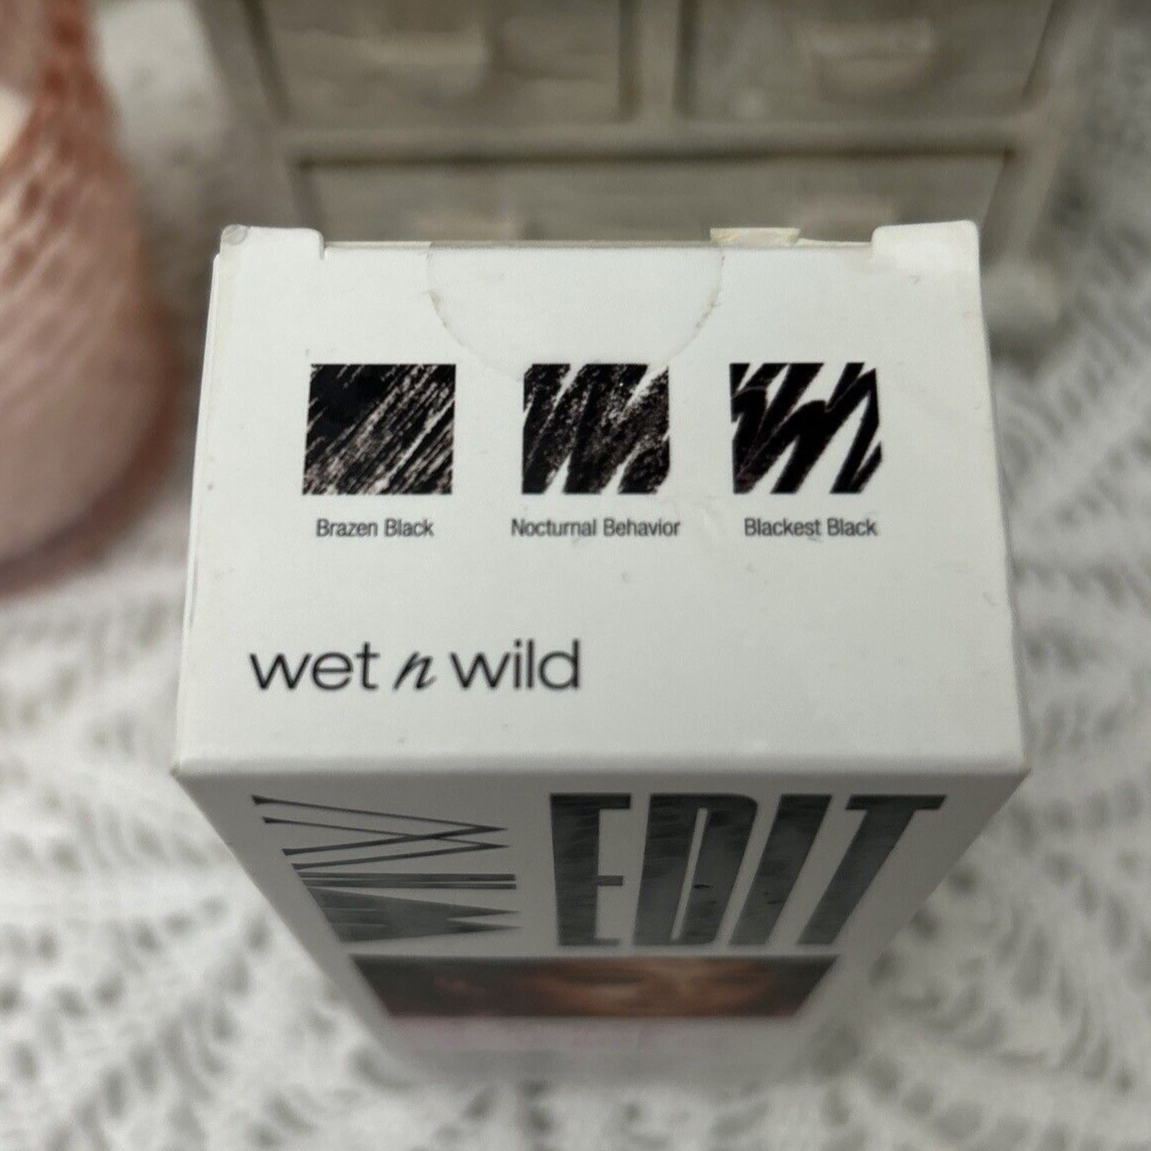 Brazen Black
Nocturnal Behavior
Blackest Black
wet n wild
EDIT